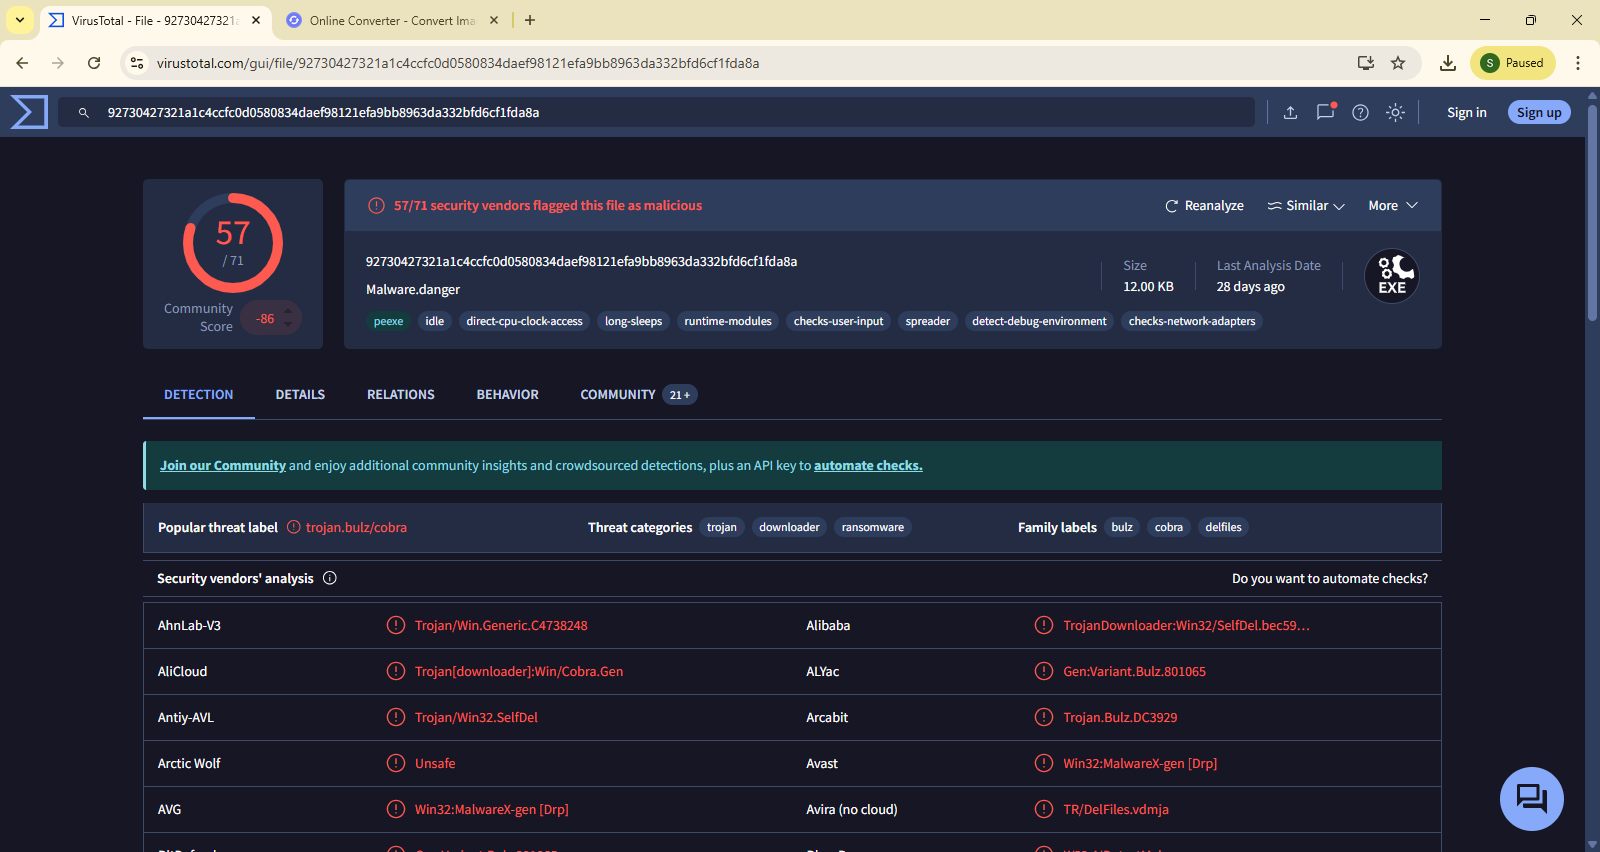 VirusTotal - File - 92730427321
Online Converter - Convert Ima
virustotal.com/gui/file/92730427321a1c4ccfc0d0580834daef98121efa9bb8963da332bfd6cf1fda8a
S Paused
92730427321a1c4ccfc0d0580834daef98121efa9bb8963da332bfd6cf1fda8a
Sign in
Sign up
57
/ 71
Community Score
-86
57/71 security vendors flagged this file as malicious
Reanalyze
Similar
More
92730427321a1c4ccfc0d0580834daef98121efa9bb8963da332bfd6cf1fda8a
Malware.danger
Size
12.00 KB
Last Analysis Date
28 days ago
EXE
peexe idle direct-cpu-clock-access long-sleeps runtime-modules checks-user-input spreader detect-debug-environment checks-network-adapters
DETECTION DETAILS RELATIONS BEHAVIOR COMMUNITY 21+
Join our Community and enjoy additional community insights and crowdsourced detections, plus an API key to automate checks.
Popular threat label trojan.bulz/cobra Threat categories trojan downloader ransomware Family labels bulz cobra delfiles
Security vendors' analysis Do you want to automate checks?
AhnLab-V3 Trojan/Win.Generic.C4738248 Alibaba TrojanDownloader:Win32/SelfDel.bec59...
AliCloud Trojan[downloader]:Win/Cobra.Gen ALYac Gen:Variant.Bulz.801065
Antiy-AVL Trojan/Win32.SelfDel Arcabit Trojan.Bulz.DC3929
Arctic Wolf Unsafe Avast Win32:MalwareX-gen [Drp]
AVG Win32:MalwareX-gen [Drp] Avira (no cloud) TR/DelFiles.vdmja